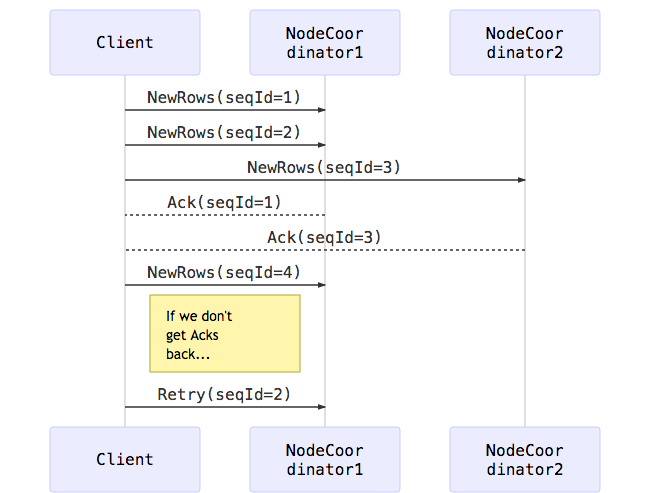 Client
NodeCoor
dinator1
NodeCoor
dinator2
NewRows(seqId=1)
NewRows(seqId=2)
NewRows(seqId=3)
Ack(seqId=1)
Ack(seqId=3)
NewRows(seqId=4)
If we don't
get Acks
back...
Retry(seqId=2)
Client
NodeCoor
dinator1
NodeCoor
dinator2